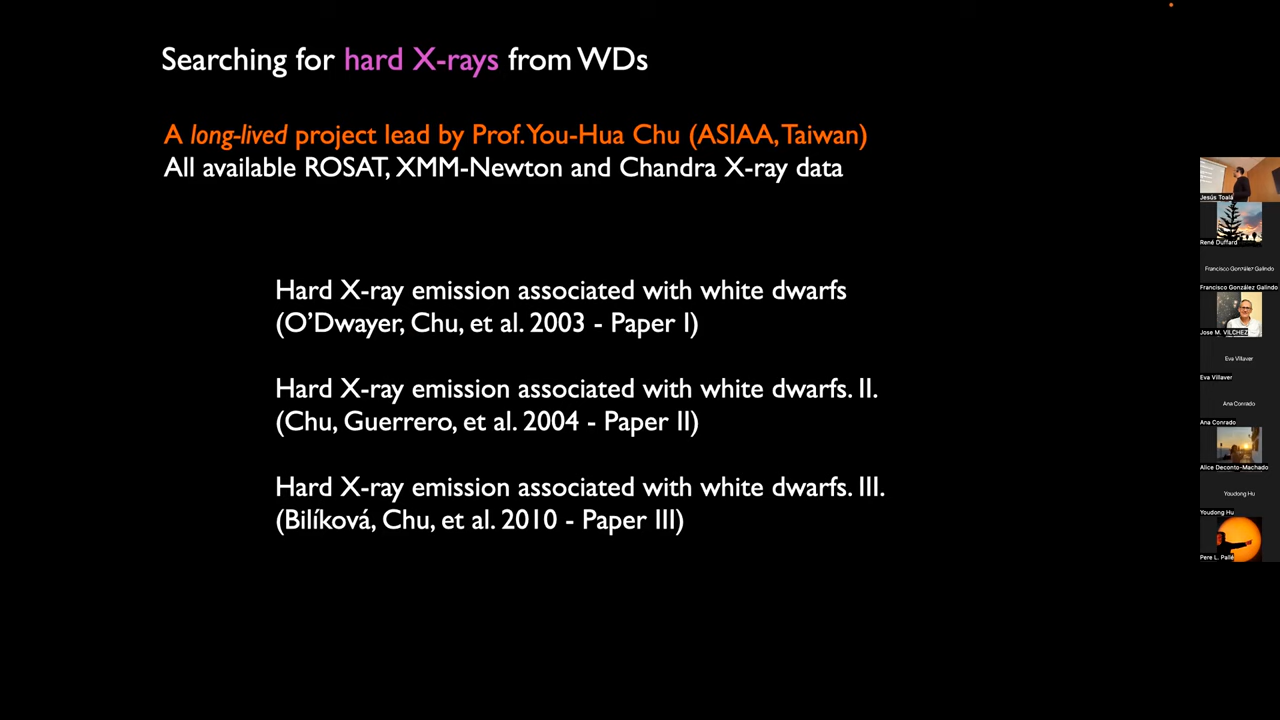 Searching for hard X-rays from WDs
A long-lived project lead by Prof. You-Hua Chu (ASIAA, Taiwan)
All available ROSAT, XMM-Newton and Chandra X-ray data
Hard X-ray emission associated with white dwarfs
(O'Dwayer, Chu, et al. 2003 - Paper I)
Hard X-ray emission associated with white dwarfs. II.
(Chu, Guerrero, et al. 2004 - Paper II)
Hard X-ray emission associated with white dwarfs. III.
(Bilíková, Chu, et al. 2010 - Paper III)
Jesús Toalá
René Duffard
Francisco González Galindo
Francisco González Galindo
Jose M. VILCHEZ
Eva Villaver
Eva Villaver
Ana Conrado
Ana Conrado
Alice Deconto-Machado
Youdong Hu
Youdong Hu
Pere L. Pallé